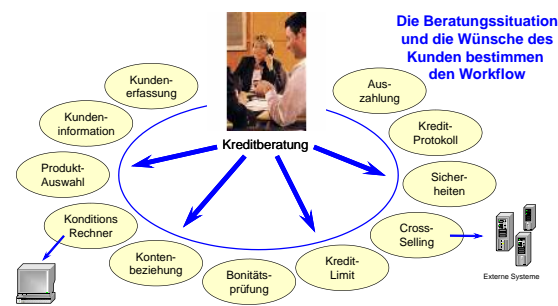 Die Beratungssituation
und die Wünsche des
Kunden bestimmen
den Workflow
Kunden-
erfassung
Aus-
zahlung
Kunden-
information
Kredit-
Protokoll
Kreditberatung
Produkt-
Auswahl
Sicher-
heiten
Konditions
Rechner
Cross-
Selling
Konten-
beziehung
Kredit-
Limit
Bonitäts-
prüfung
Externe Systeme